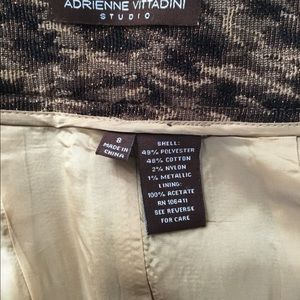 ADRIENNE VITTADINI
STUDIO
8
MADE IN
CHINA
SHELL:
49% POLYESTER
48% COTTON
2% NYLON
1% METALLIC
LINING:
100% ACETATE
RN 106411
SEE REVERSE
FOR CARE